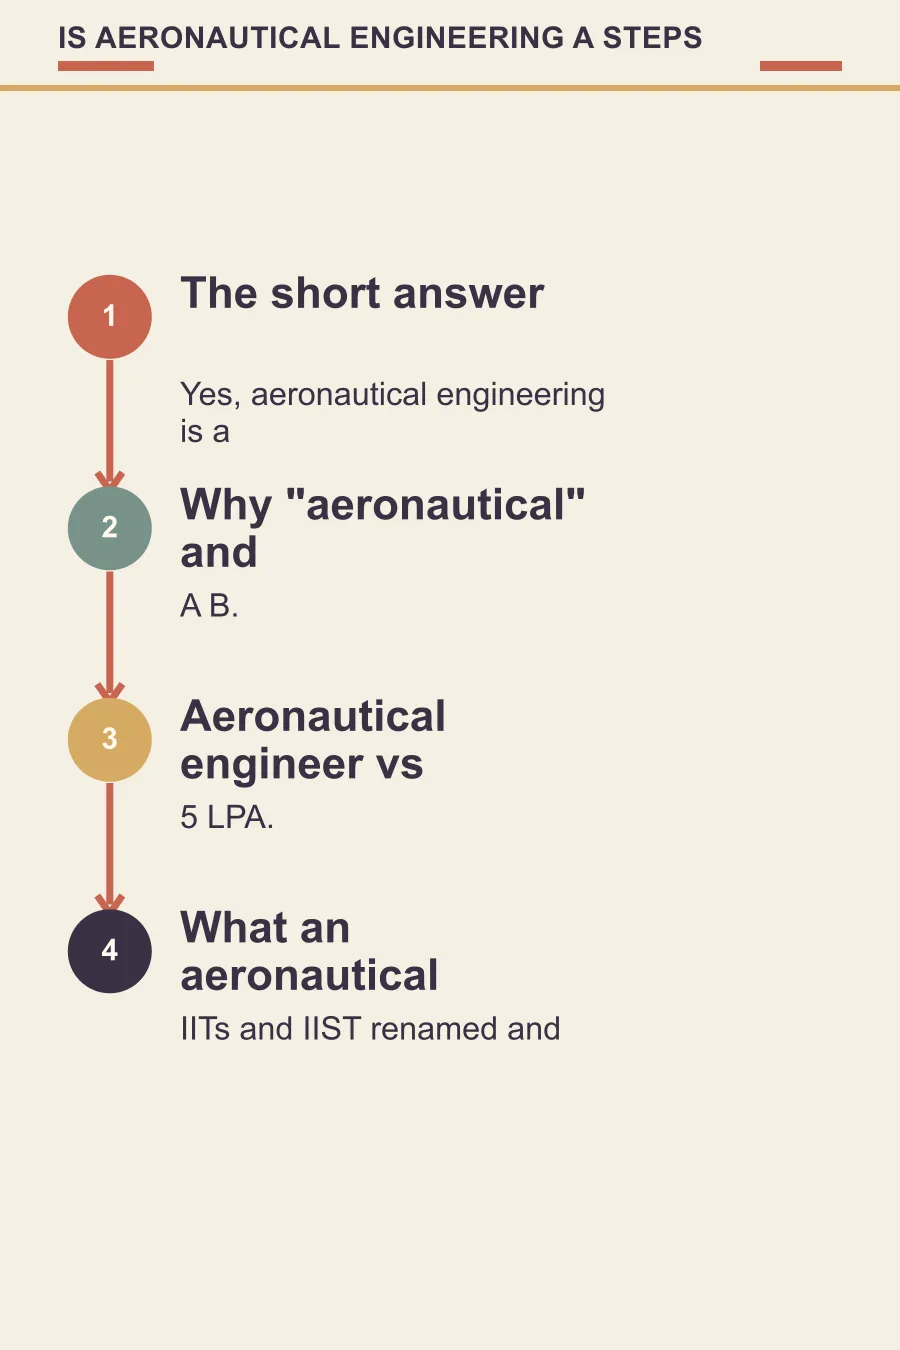 IS AERONAUTICAL ENGINEERING A STEPS
1
The short answer
Yes, aeronautical engineering
is a
2
Why "aeronautical"
and
A B.
3
Aeronautical
engineer vs
5 LPA.
4
What an
aeronautical
IITs and IIST renamed and